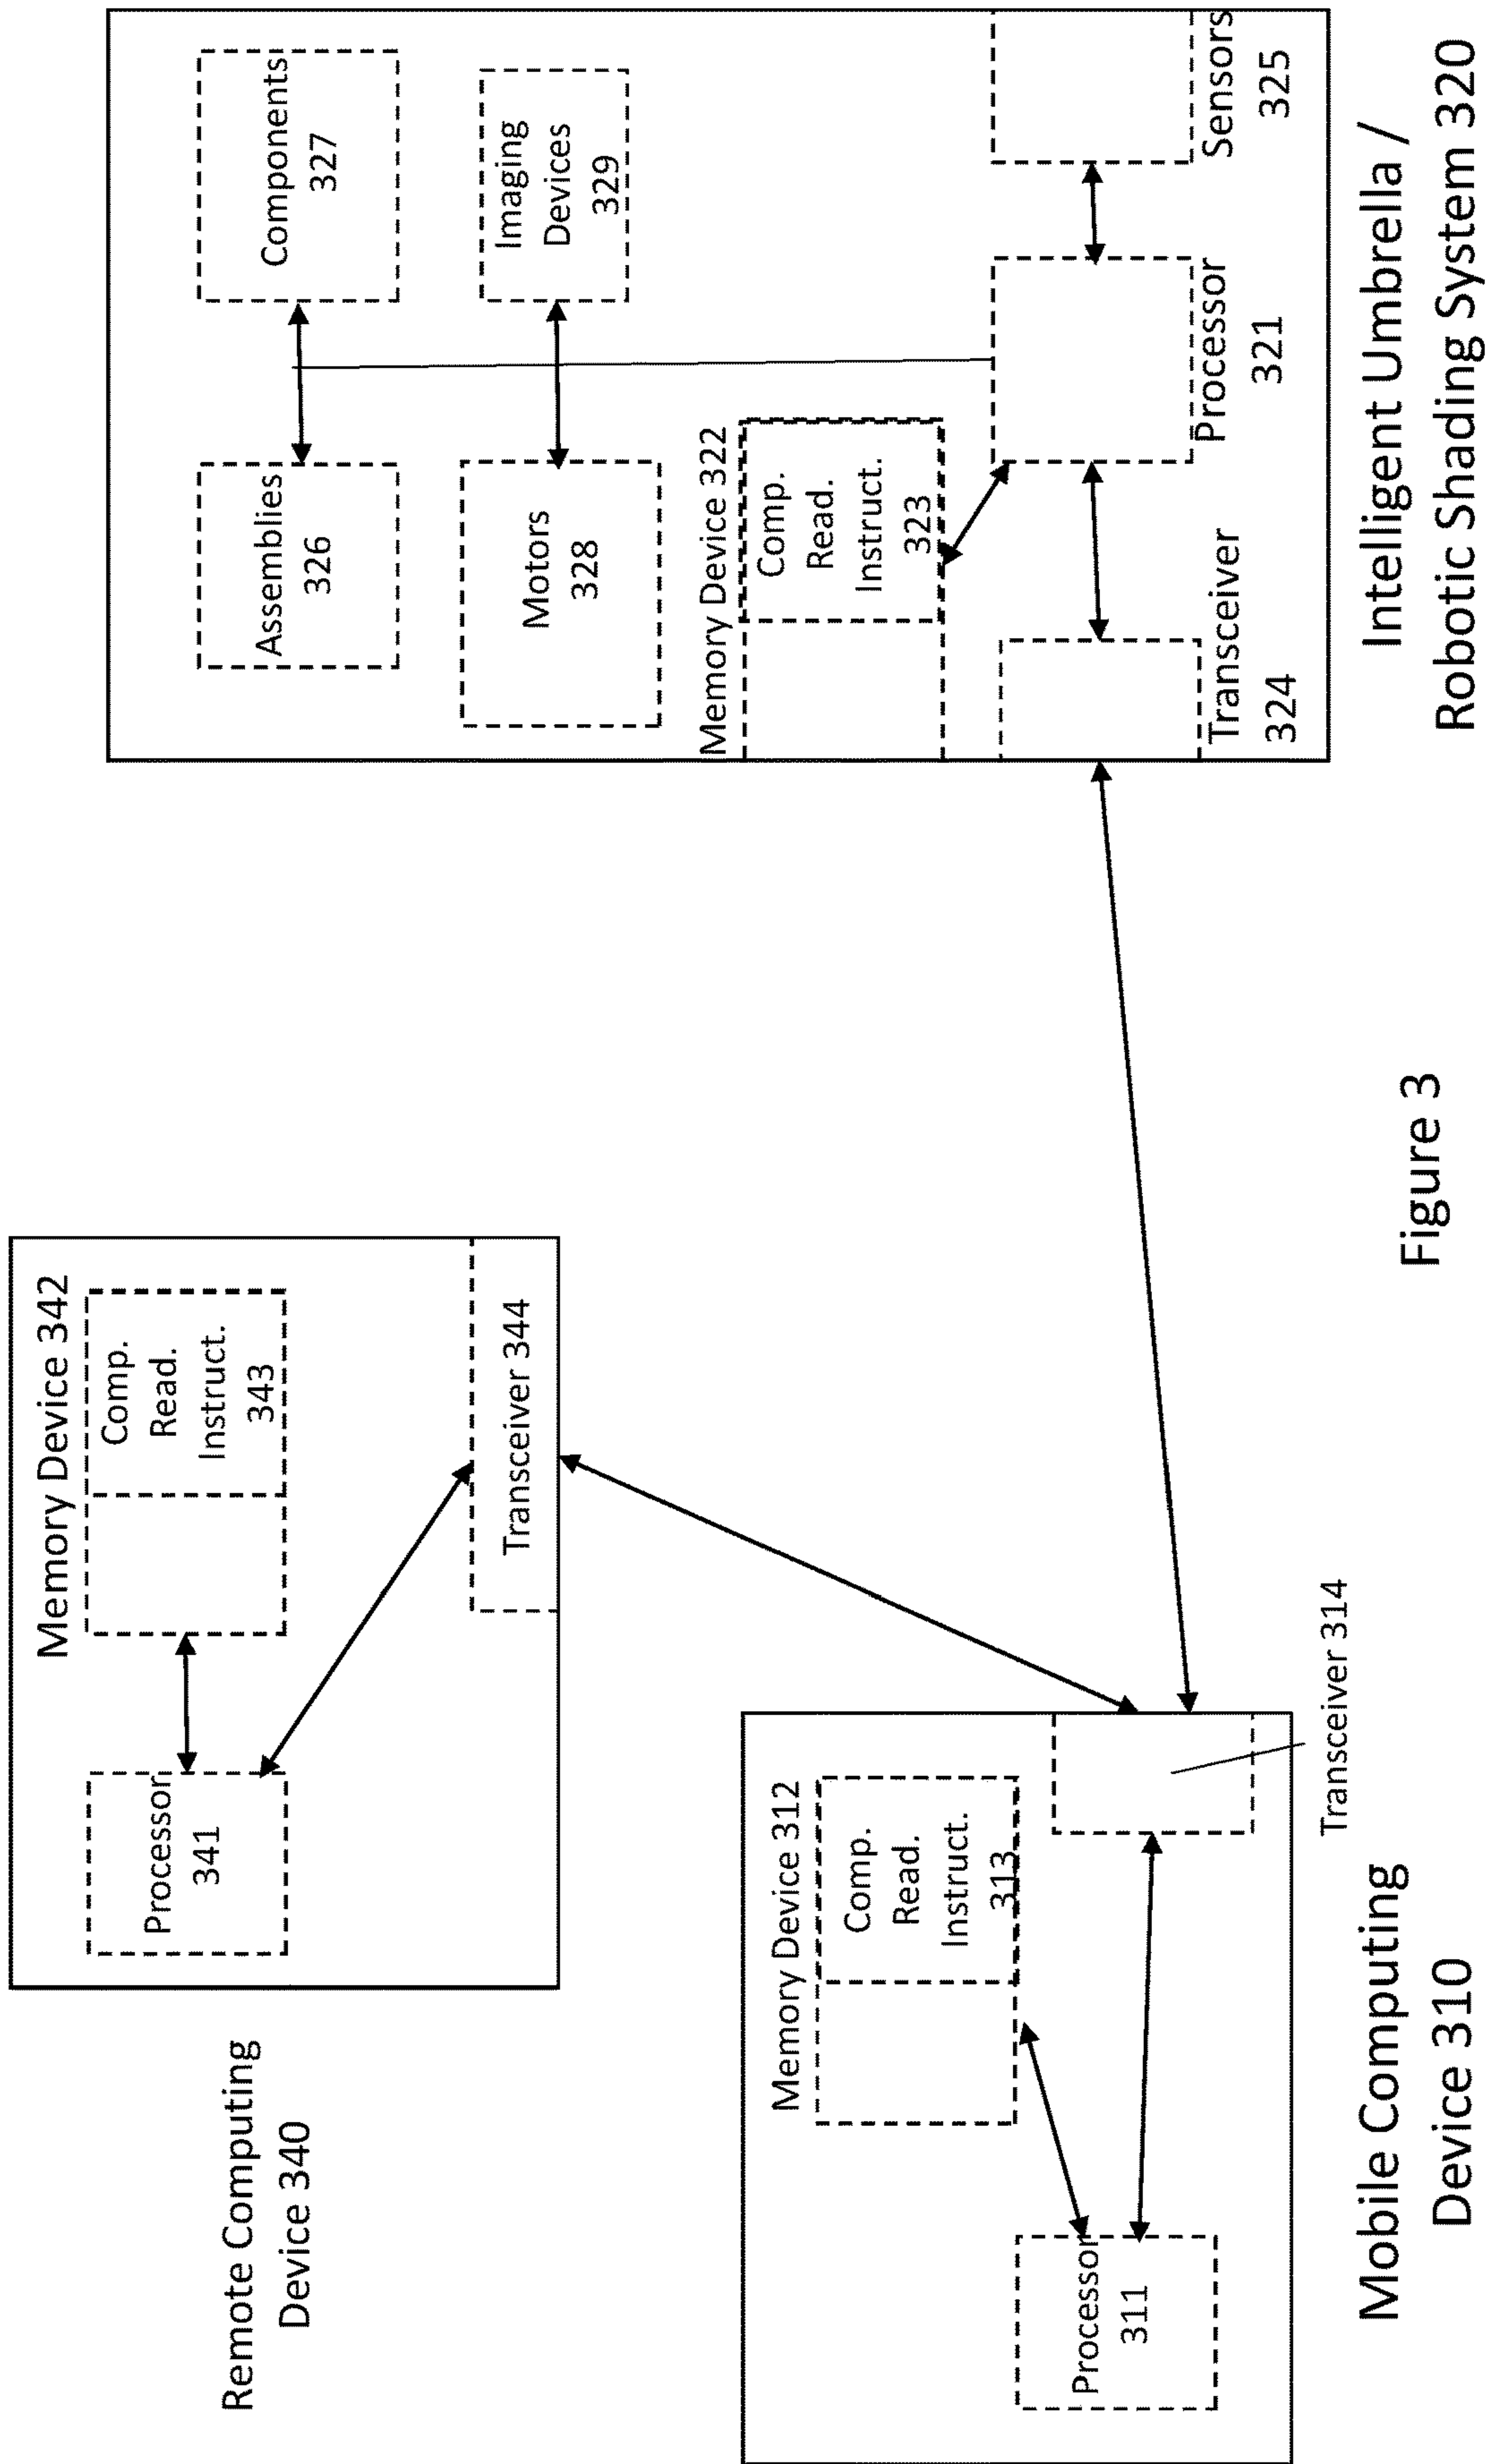 Remote Computing
Device 340
Memory Device 342
Processor
341
Comp.
Read.
Instruct.
343
Transceiver 344
Memory Device 312
Comp.
Read.
Instruct.
313
Processor
311
Transceiver 314
Mobile Computing
Device 310
Assemblies
326
Components
327
Motors
328
Imaging
Devices
329
Memory Device 322
Comp.
Read.
Instruct.
323
Transceiver
324
Processor
321
Sensors
325
Intelligent Umbrella /
Robotic Shading System 320
Figure 3